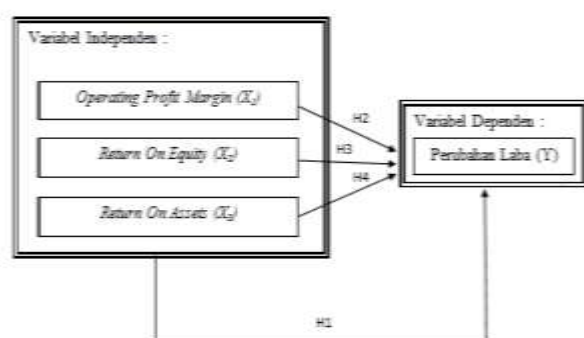 Variabel Independen :
Operating Profit Margin (X₁)
H2
Variabel Dependen :
Return On Equity (X₂)
H3
Perubahan Laba (Y)
H4
Return On Assets (X₃)
H1